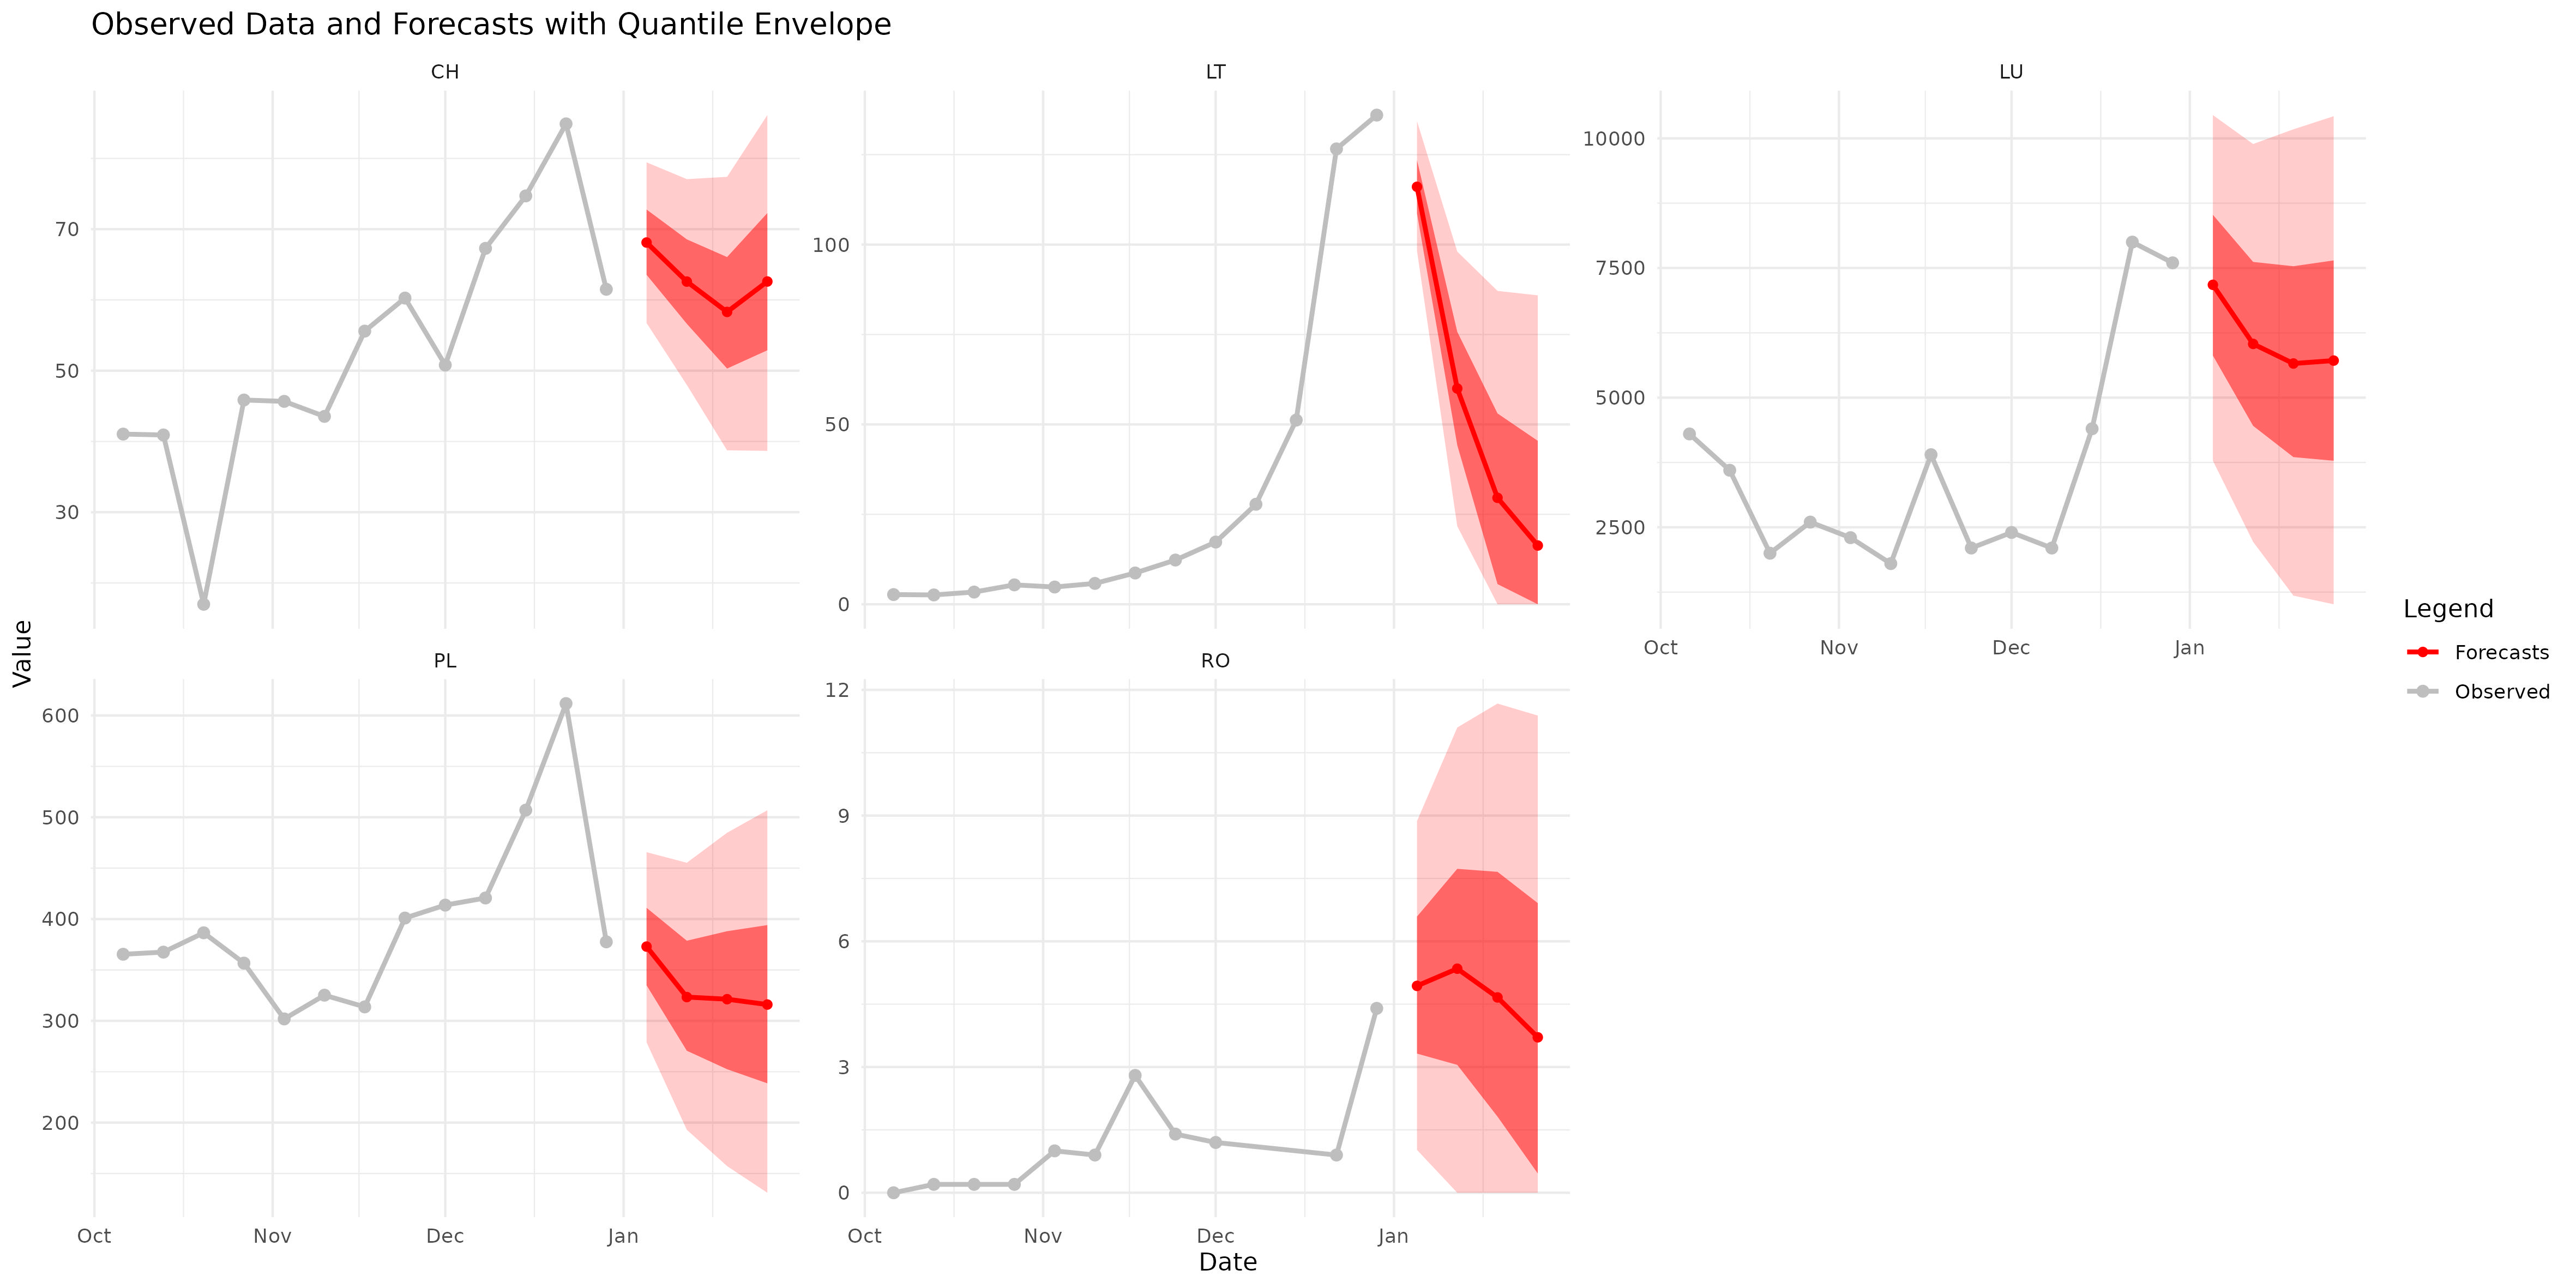 Observed Data and Forecasts with Quantile Envelope
CH
LT
LU
70
50
30
100
50
0
10000
7500
5000
2500
Oct
Nov
Dec
Jan
Value
PL
RO
600
500
400
300
200
12
9
6
3
0
Oct
Nov
Dec
Jan
Oct
Nov
Dec
Jan
Date
Legend
Forecasts
Observed